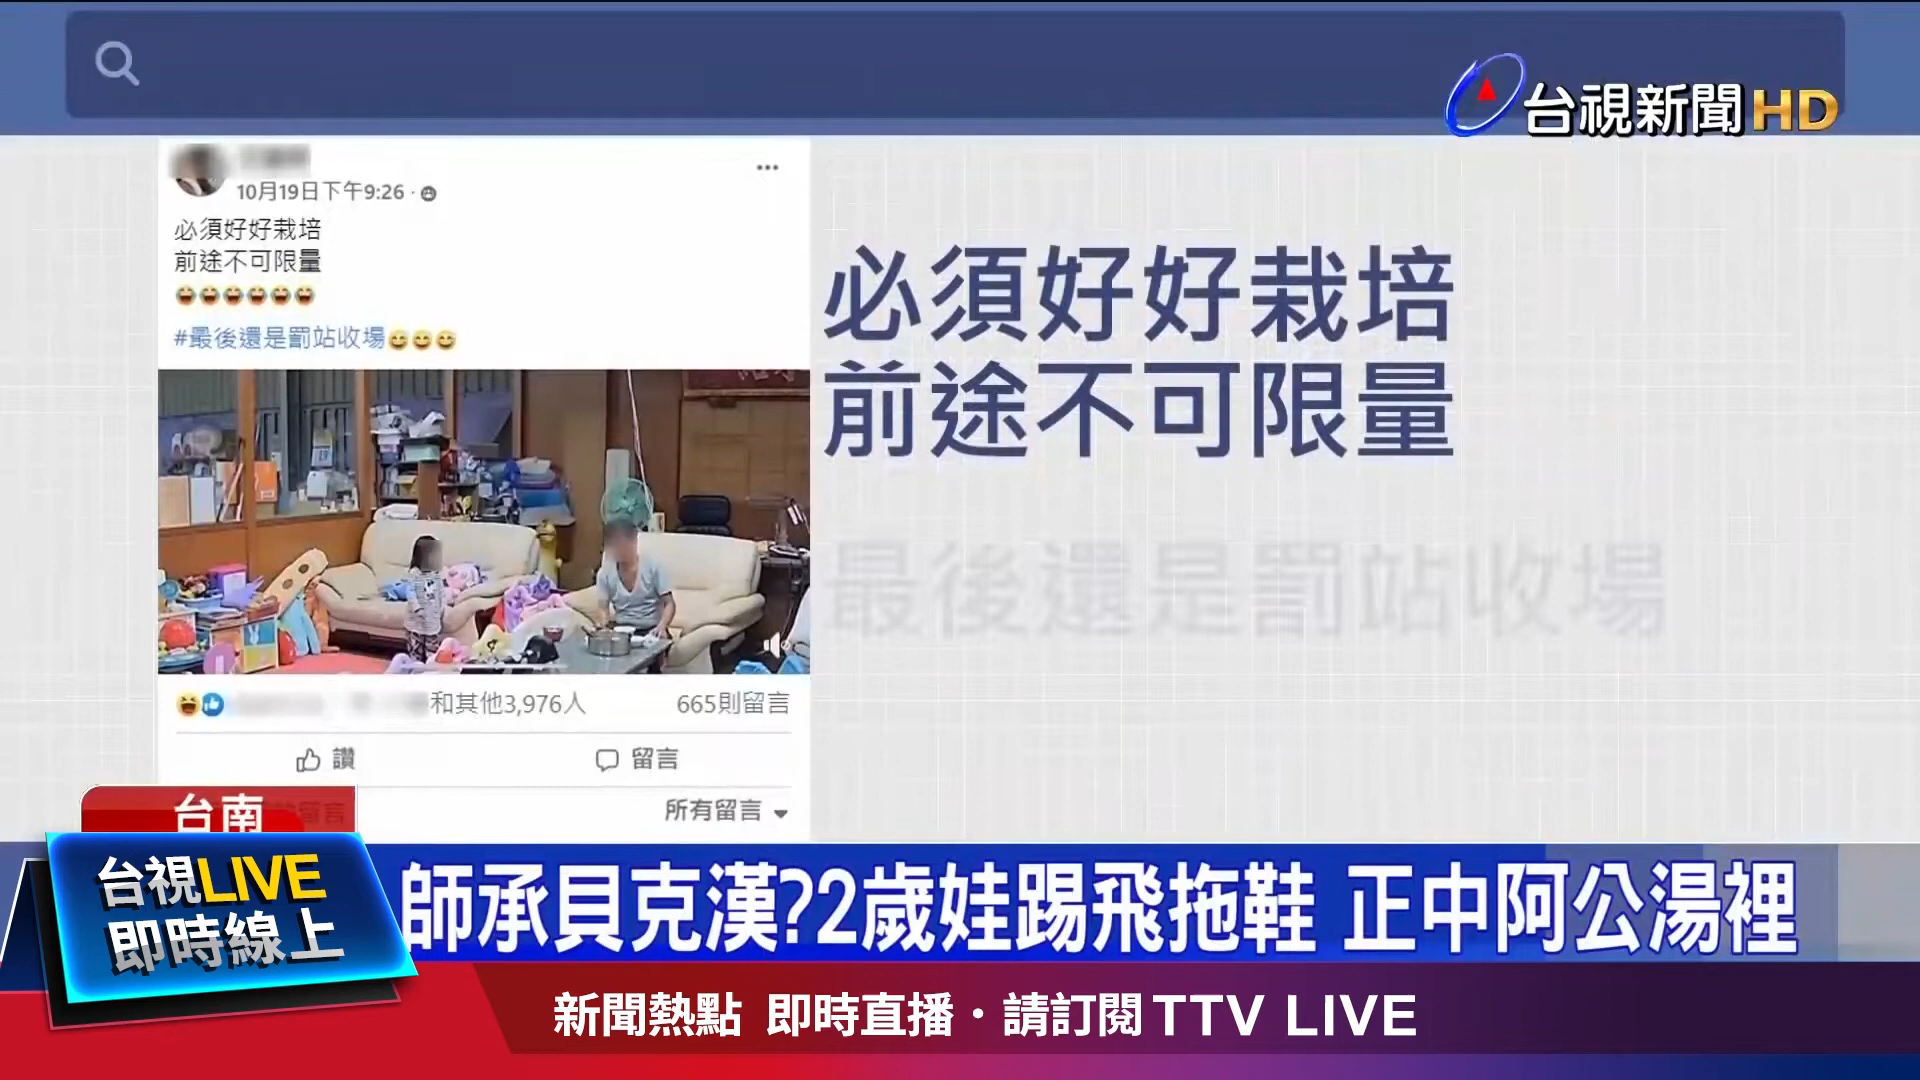 台視新聞HD
10月19日下午9:26
必須好好栽培
前途不可限量
#最後還是罰站收場
和其他3,976人
665則留言
讚
留言
所有留言
必須好好栽培
前途不可限量
最後還是罰站收場
台南
台視LIVE
即時線上
師承貝克漢?2歲娃踢飛拖鞋 正中阿公湯裡
新聞熱點 即時直播·請訂閱TTV LIVE